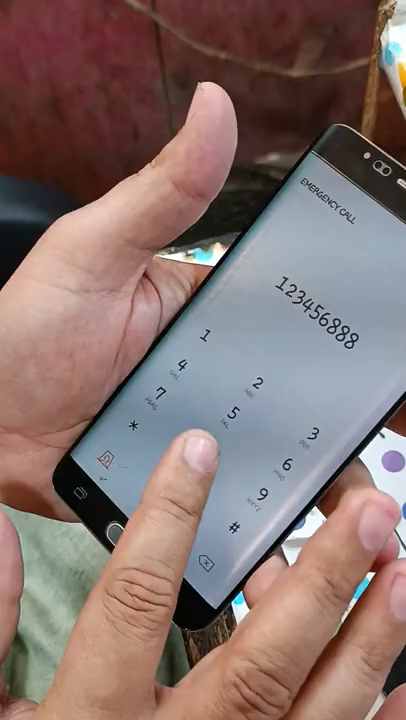 EMERGENCY CALL
123456888
1
2
ABC
3
DEF
4
GHI
5
JKL
6
MNO
7
PQRS
9
WXYZ
*
#